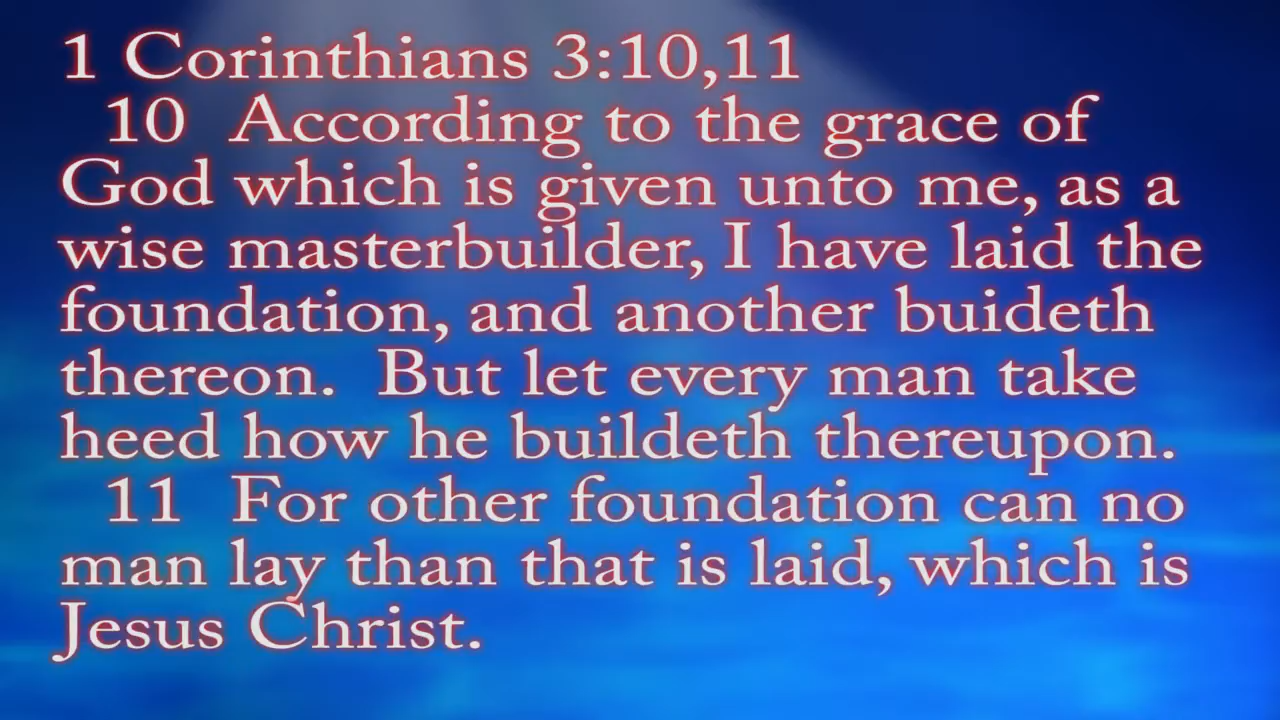 1 Corinthians 3:10,11
10 According to the grace of
God which is given unto me, as a
wise masterbuilder, I have laid the
foundation, and another buideth
thereon. But let every man take
heed how he buildeth thereupon.
11 For other foundation can no
man lay than that is laid, which is
Jesus Christ.